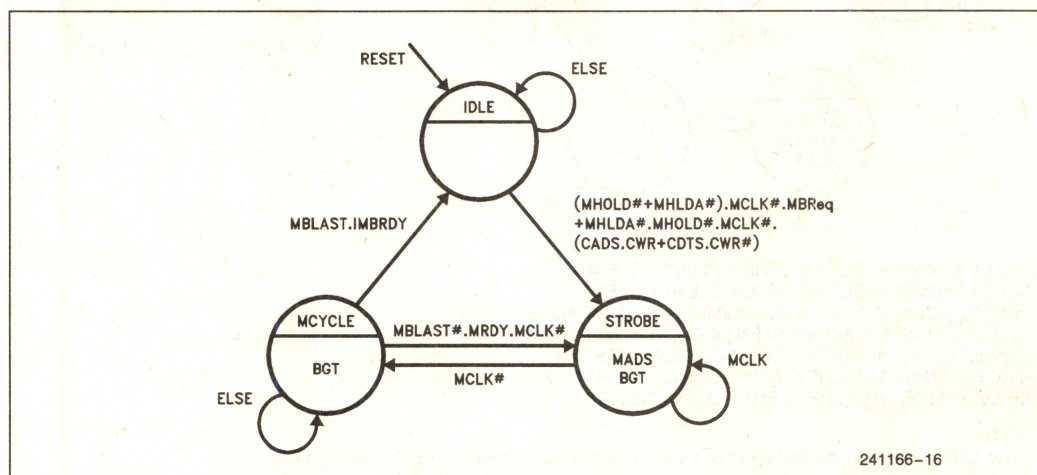 RESET
ELSE
IDLE
(MHOLD#+MHLDA#).MCLK#.MBReq
+MHLDA#.MHOLD#.MCLK#.
(CADS.CWR+CDTS.CWR#)
MBLAST.IMBRDY
MCYCLE
BGT
MBLAST#.MRDY.MCLK#
MCLK#
STROBE
MADS
BGT
MCLK
ELSE
241166-16